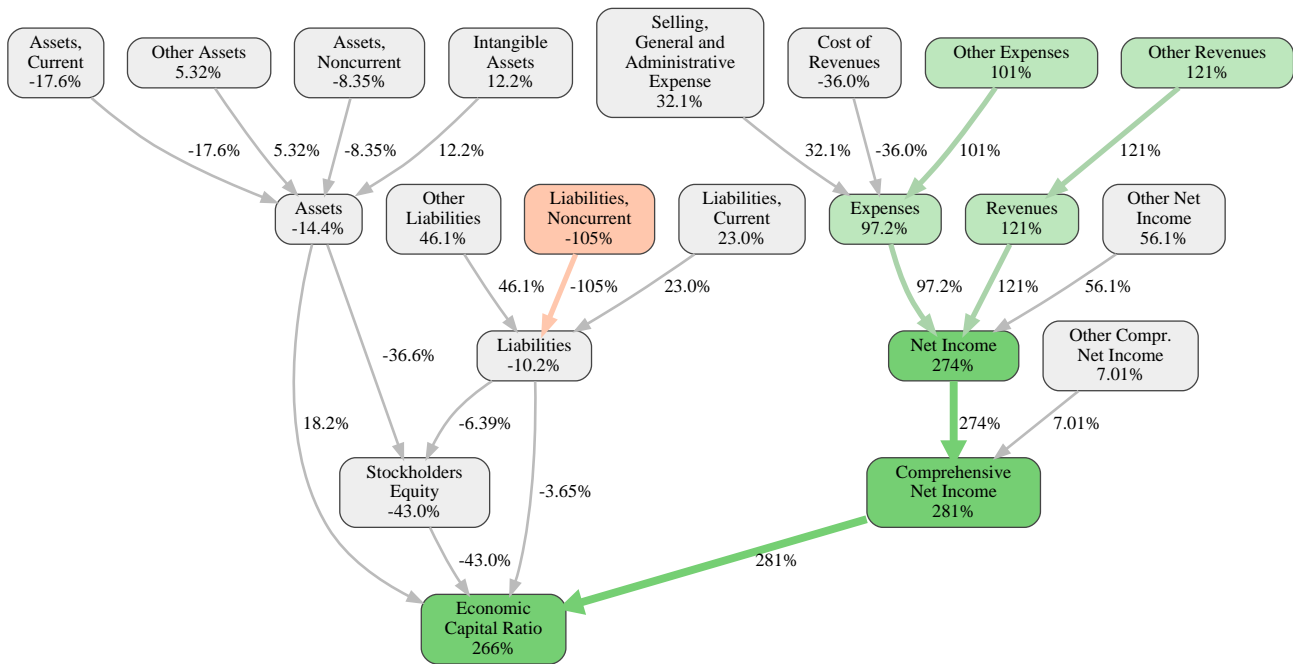 Assets,
Current
-17.6%
Other Assets
5.32%
Assets,
Noncurrent
-8.35%
Intangible
Assets
12.2%
Selling,
General and
Administrative
Expense
32.1%
Cost of
Revenues
-36.0%
Other Expenses
101%
Other Revenues
121%
-17.6%
5.32%
-8.35%
12.2%
32.1%
-36.0%
101%
121%
Assets
-14.4%
Other
Liabilities
46.1%
Liabilities,
Noncurrent
-105%
Liabilities,
Current
23.0%
Expenses
97.2%
Revenues
121%
Other Net
Income
56.1%
46.1%
-105%
23.0%
97.2%
121%
56.1%
-36.6%
Liabilities
-10.2%
Net Income
274%
Other Compr.
Net Income
7.01%
18.2%
-6.39%
274%
7.01%
Stockholders
Equity
-43.0%
-3.65%
Comprehensive
Net Income
281%
-43.0%
281%
Economic
Capital Ratio
266%